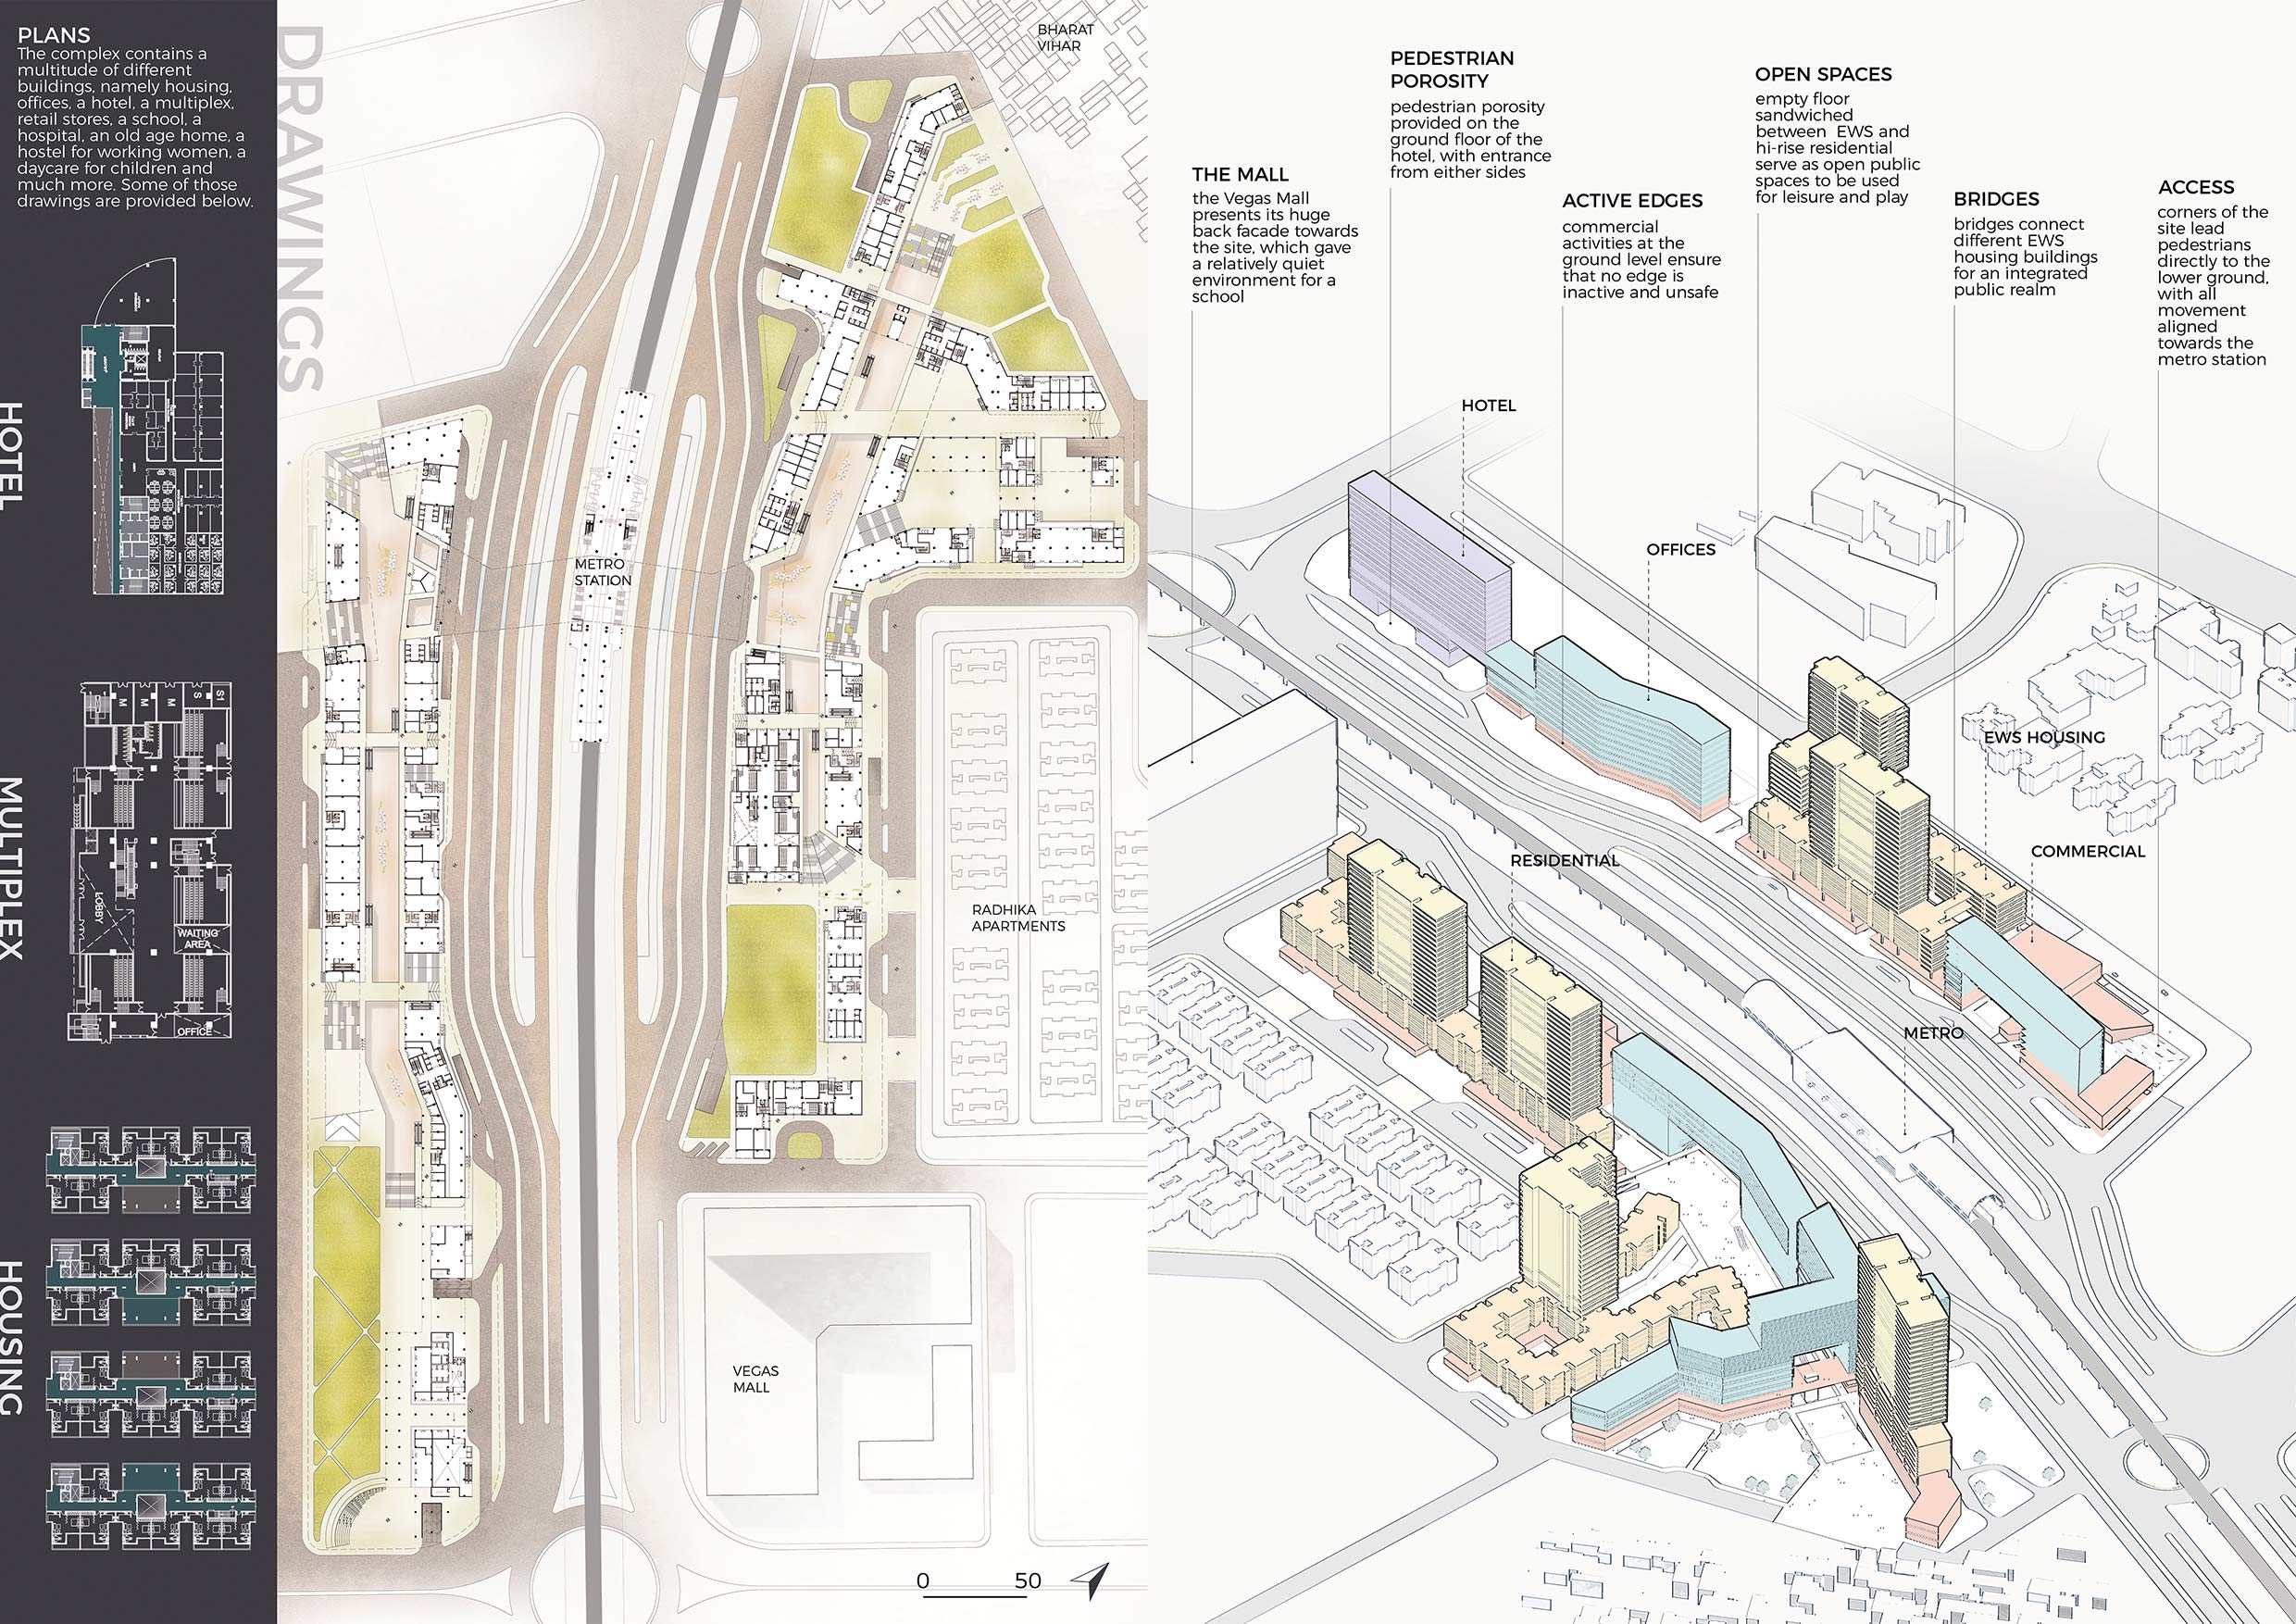 PLANS
The complex contains a
multitude of different
buildings, namely housing,
offices, a hotel, a multiplex,
retail stores, a school, a
hospital, an old age home, a
hostel for working women, a
daycare for children and
much more. Some of those
drawings are provided below.
HOTEL
MULTIPLEX
M
M
M
S
S1
LOBBY
WAITING
AREA
OFFICE
HOUSING
DRAWINGS
BHARAT
VIHAR
METRO
STATION
RADHIKA
APARTMENTS
VEGAS
MALL
0
50
THE MALL
the Vegas Mall
presents its huge
back facade towards
the site, which gave
a relatively quiet
environment for a
school
PEDESTRIAN
POROSITY
pedestrian porosity
provided on the
ground floor of the
hotel, with entrance
from either sides
ACTIVE EDGES
commercial
activities at the
ground level ensure
that no edge is
inactive and unsafe
OPEN SPACES
empty floor
sandwiched
between EWS and
hi-rise residential
serve as open public
spaces to be used
for leisure and play
BRIDGES
bridges connect
different EWS
housing buildings
for an integrated
public realm
ACCESS
corners of the
site lead
pedestrians
directly to the
lower ground,
with all
movement
aligned
towards the
metro station
HOTEL
OFFICES
EWS HOUSING
COMMERCIAL
RESIDENTIAL
METRO